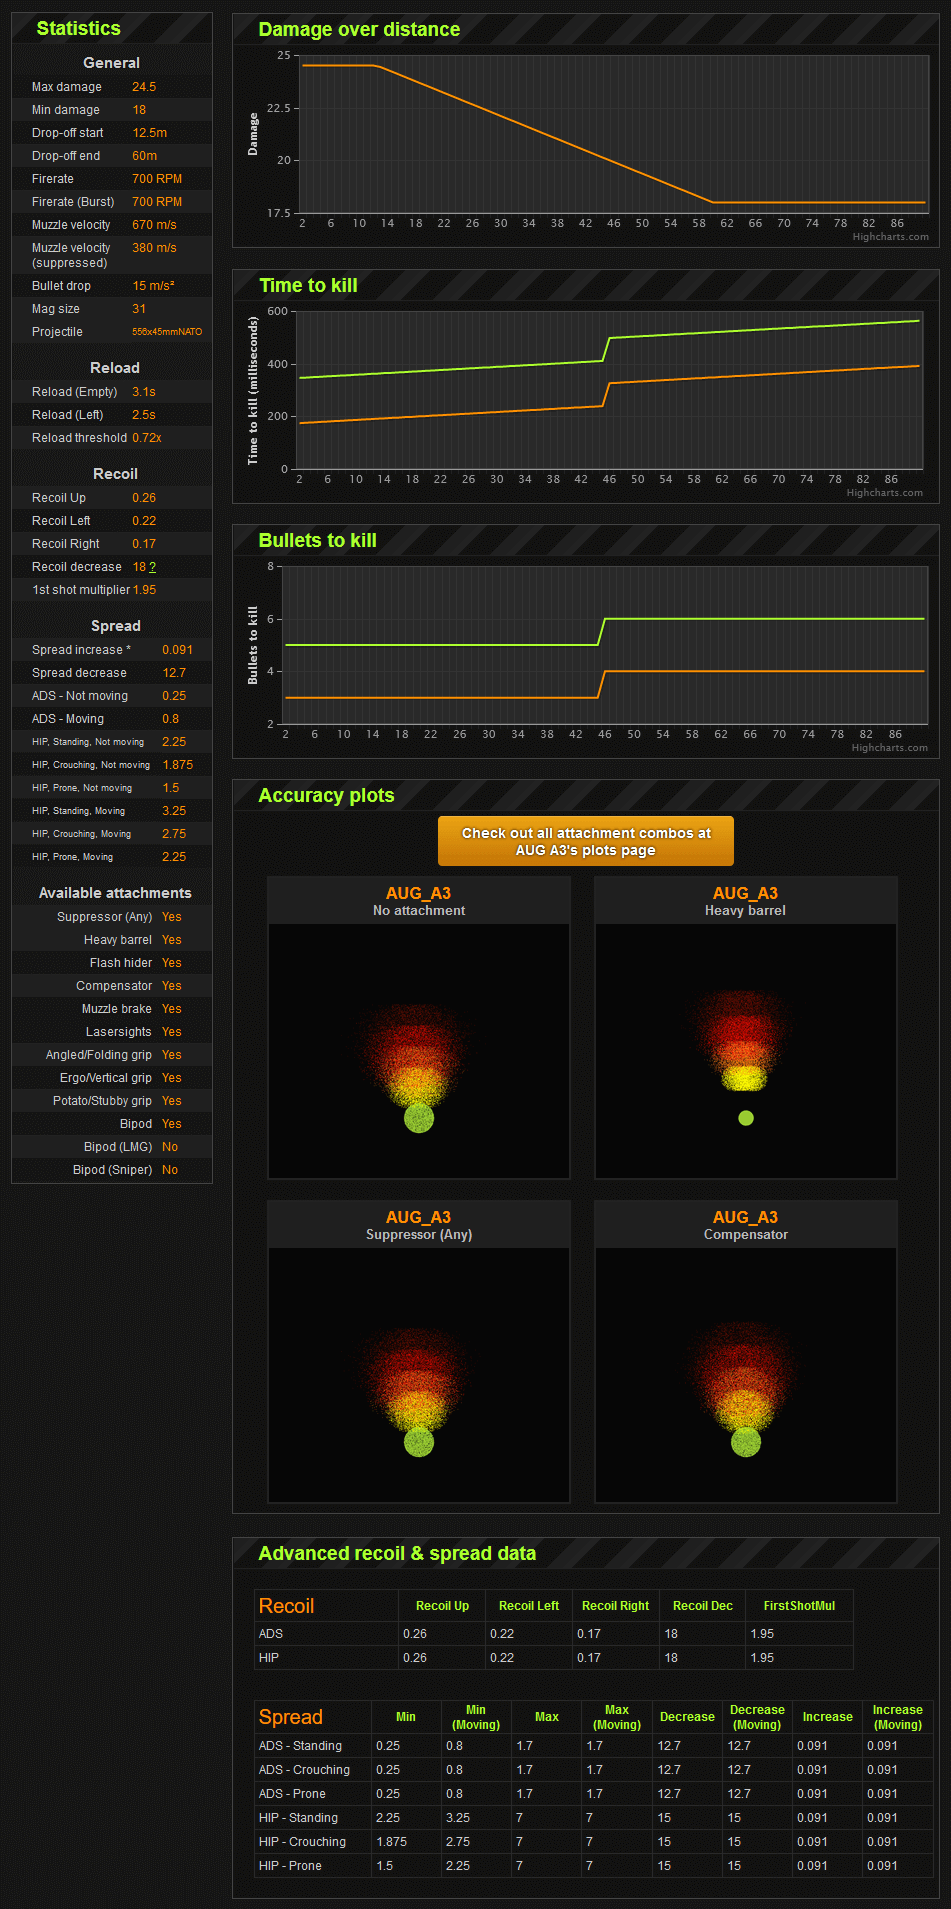 Statistics
General
Max damage 24.5
Min damage 18
Drop-off start 12.5m
Drop-off end 60m
Firerate 700 RPM
Firerate (Burst) 700 RPM
Muzzle velocity 670 m/s
Muzzle velocity 380 m/s
(suppressed)
Bullet drop 15 m/s²
Mag size 31
Projectile 556x45mmNATO
Reload
Reload (Empty) 3.1s
Reload (Left) 2.5s
Reload threshold 0.72x
Recoil
Recoil Up 0.26
Recoil Left 0.22
Recoil Right 0.17
Recoil decrease 18 ?
1st shot multiplier 1.95
Spread
Spread increase * 0.091
Spread decrease 12.7
ADS - Not moving 0.25
ADS - Moving 0.8
HIP, Standing, Not moving 2.25
HIP, Crouching, Not moving 1.875
HIP, Prone, Not moving 1.5
HIP, Standing, Moving 3.25
HIP, Crouching, Moving 2.75
HIP, Prone, Moving 2.25
Available attachments
Suppressor (Any) Yes
Heavy barrel Yes
Flash hider Yes
Compensator Yes
Muzzle brake Yes
Lasersights Yes
Angled/Folding grip Yes
Ergo/Vertical grip Yes
Potato/Stubby grip Yes
Bipod Yes
Bipod (LMG) No
Bipod (Sniper) No
Damage over distance
Damage
25
22.5
20
17.5
2 6 10 14 18 22 26 30 34 38 42 46 50 54 58 62 66 70 74 78 82 86
Highcharts.com
Time to kill
Time to kill (milliseconds)
600
400
200
0
2 6 10 14 18 22 26 30 34 38 42 46 50 54 58 62 66 70 74 78 82 86
Highcharts.com
Bullets to kill
Bullets to kill
8
6
4
2
2 6 10 14 18 22 26 30 34 38 42 46 50 54 58 62 66 70 74 78 82 86
Highcharts.com
Accuracy plots
Check out all attachment combos at
AUG A3's plots page
AUG_A3
No attachment
AUG_A3
Heavy barrel
AUG_A3
Suppressor (Any)
AUG_A3
Compensator
Advanced recoil & spread data
Recoil Recoil Up Recoil Left Recoil Right Recoil Dec FirstShotMul
ADS 0.26 0.22 0.17 18 1.95
HIP 0.26 0.22 0.17 18 1.95
Spread Min Min (Moving) Max Max (Moving) Decrease Decrease (Moving) Increase Increase (Moving)
ADS - Standing 0.25 0.8 1.7 1.7 12.7 12.7 0.091 0.091
ADS - Crouching 0.25 0.8 1.7 1.7 12.7 12.7 0.091 0.091
ADS - Prone 0.25 0.8 1.7 1.7 12.7 12.7 0.091 0.091
HIP - Standing 2.25 3.25 7 7 15 15 0.091 0.091
HIP - Crouching 1.875 2.75 7 7 15 15 0.091 0.091
HIP - Prone 1.5 2.25 7 7 15 15 0.091 0.091